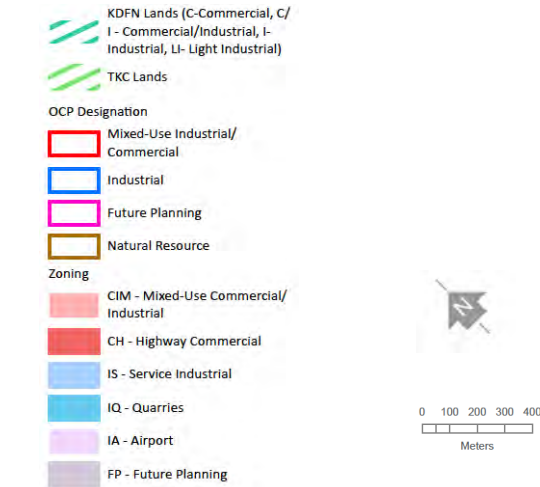 KDFN Lands (C-Commercial, C/
I - Commercial/Industrial, I-
Industrial, LI- Light Industrial)
TKC Lands
OCP Designation
Mixed-Use Industrial/
Commercial
Industrial
Future Planning
Natural Resource
Zoning
CIM - Mixed-Use Commercial/
Industrial
CH - Highway Commercial
IS - Service Industrial
IQ - Quarries
IA - Airport
FP - Future Planning
N
0 100 200 300 400
Meters